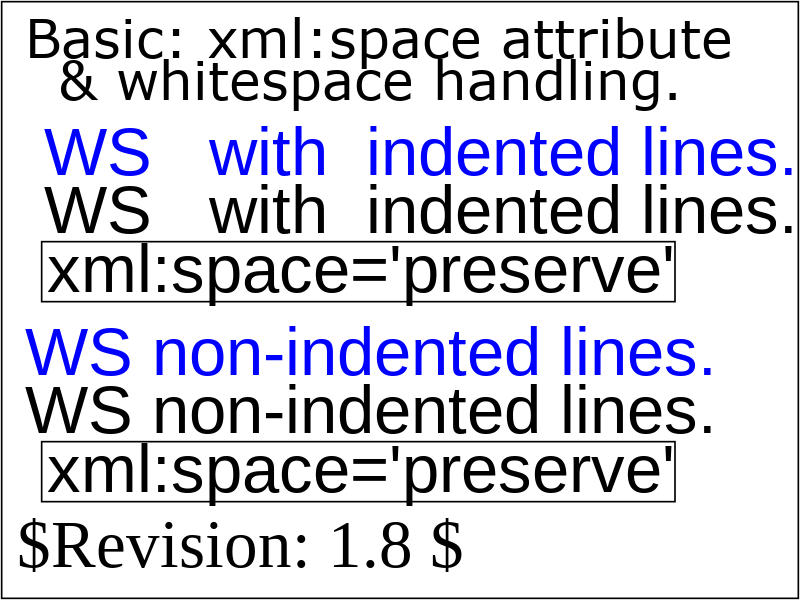 Basic: xml:space attribute
& whitespace handling.
WS   with  indented lines.
WS   with  indented lines.
xml:space='preserve'
WS non-indented lines.
WS non-indented lines.
xml:space='preserve'
$Revision: 1.8 $